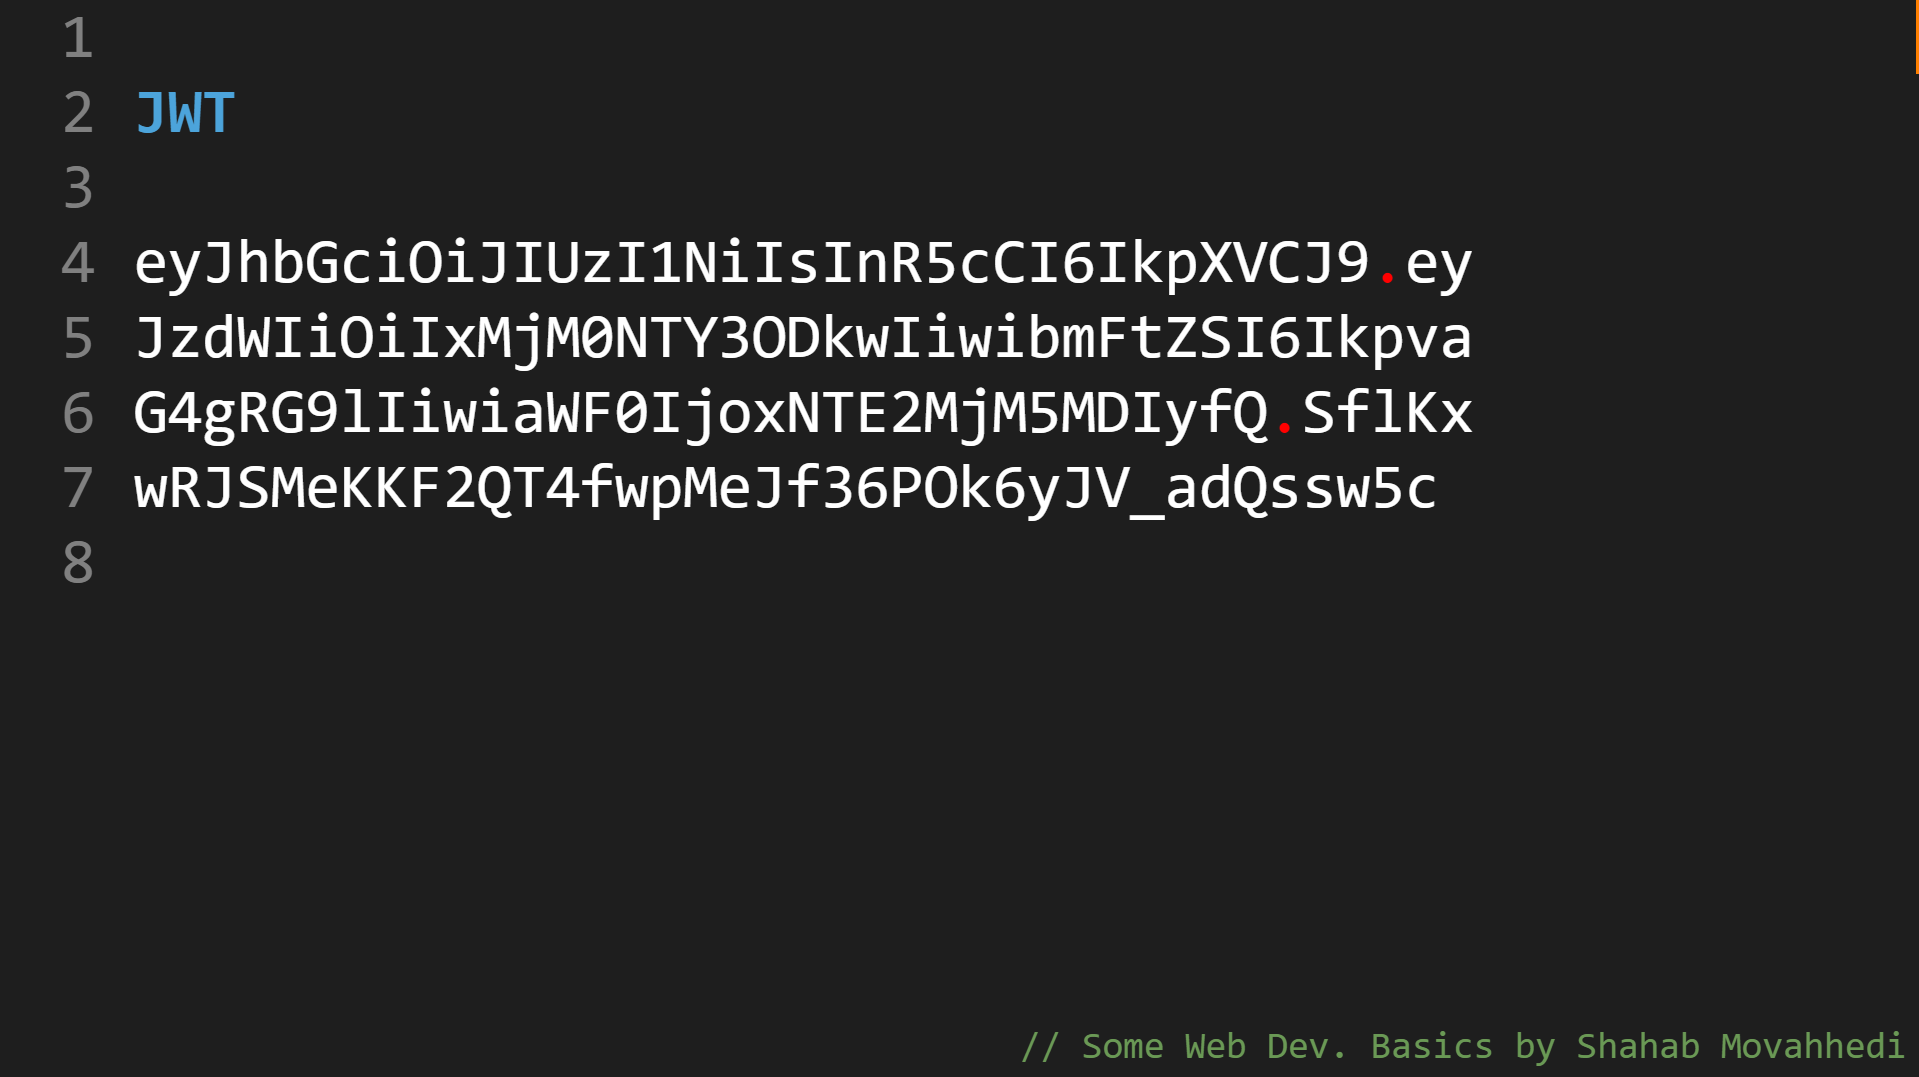 1
2 JWT
3
4 eyJhbGciOiJIUzI1NiIsInR5cCI6IkpXVCJ9.ey
5 JzdWIiOiIxMjM0NTY3ODkwIiwibmFtZSI6Ikpva
6 G4gRG9lIiwiaWF0IjoxNTE2MjM5MDIyfQ.SflKx
7 wRJSMeKKF2QT4fwpMeJf36POk6yJV_adQssw5c
8
// Some Web Dev. Basics by Shahab Movahhedi